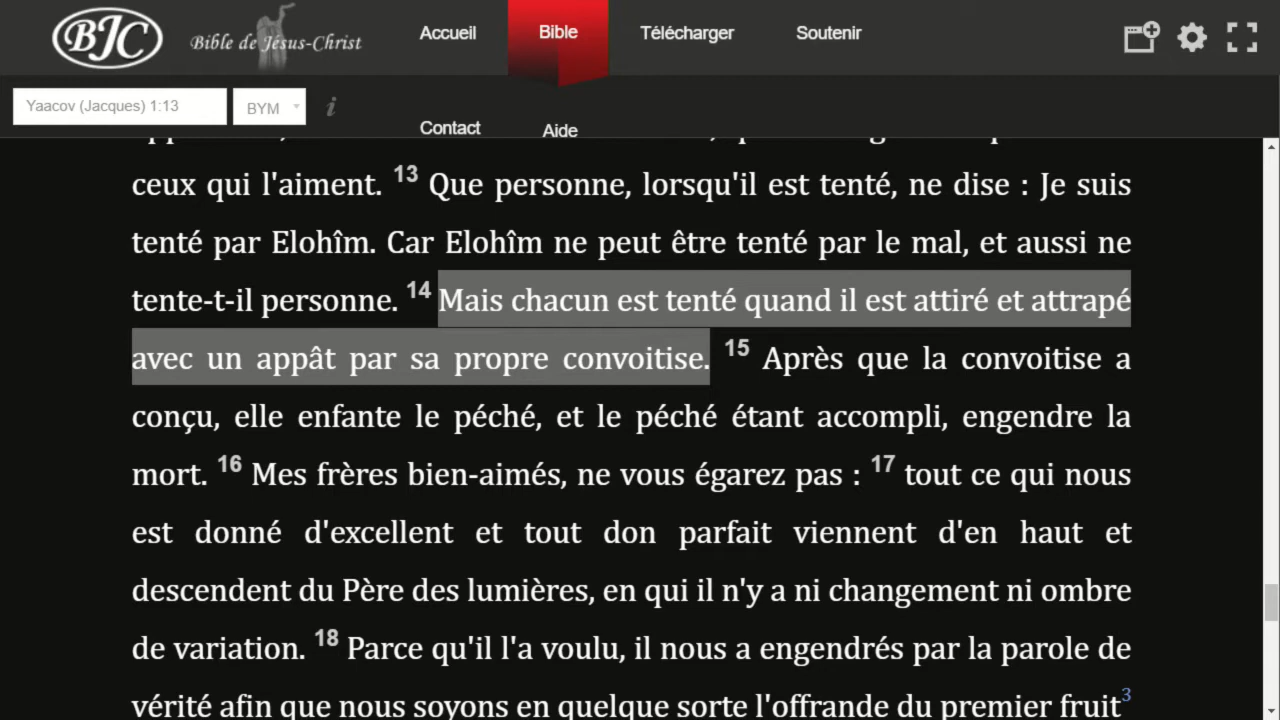 BJC Bible de Jésus-Christ Accueil Bible Télécharger Soutenir
Yaacov (Jacques) 1:13 BYM i Contact Aide
ceux qui l'aiment. 13 Que personne, lorsqu'il est tenté, ne dise : Je suis
tenté par Elohîm. Car Elohîm ne peut être tenté par le mal, et aussi ne
tente-t-il personne. 14 Mais chacun est tenté quand il est attiré et attrapé
avec un appât par sa propre convoitise. 15 Après que la convoitise a
conçu, elle enfante le péché, et le péché étant accompli, engendre la
mort. 16 Mes frères bien-aimés, ne vous égarez pas : 17 tout ce qui nous
est donné d'excellent et tout don parfait viennent d'en haut et
descendent du Père des lumières, en qui il n'y a ni changement ni ombre
de variation. 18 Parce qu'il l'a voulu, il nous a engendrés par la parole de
vérité afin que nous soyons en quelque sorte l'offrande du premier fruit3